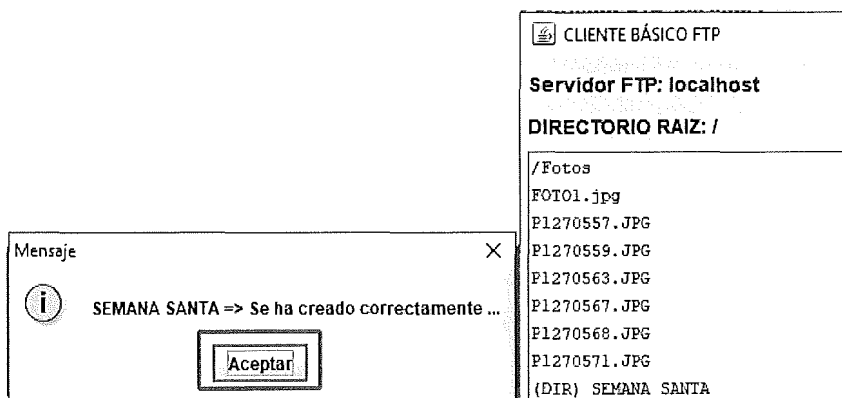 Mensaje
SEMANA SANTA => Se ha creado correctamente ...
Aceptar
CLIENTE BÁSICO FTP
Servidor FTP: localhost
DIRECTORIO RAIZ: /
/Fotos
FOTO1.jpg
P1270557.JPG
P1270559.JPG
P1270563.JPG
P1270567.JPG
P1270568.JPG
P1270571.JPG
(DIR) SEMANA SANTA